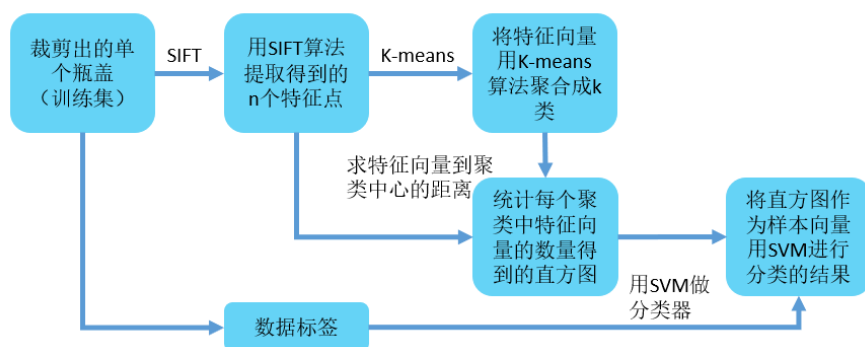 裁剪出的单
个瓶盖
（训练集）
SIFT
用SIFT算法
提取得到的
n个特征点
K-means
将特征向量
用K-means
算法聚合成k
类
求特征向量到聚
类中心的距离
统计每个聚
类中特征向
量的数量得
到的直方图
将直方图作
为样本向量
用SVM进行
分类的结果
用SVM做
分类器
数据标签